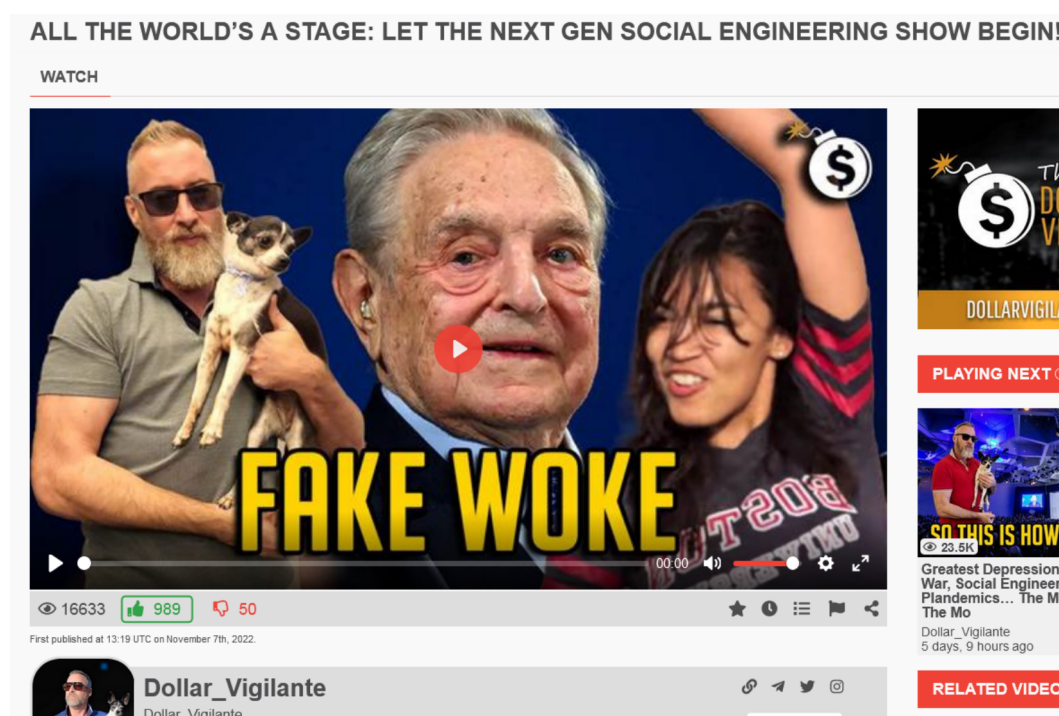 ALL THE WORLD'S A STAGE: LET THE NEXT GEN SOCIAL ENGINEERING SHOW BEGIN!
WATCH
$
FAKE WOKE
BOST
00:00
16633 989 50
First published at 13:19 UTC on November 7th, 2022.
Dollar_Vigilante
Dollar_Vigilante
$
DOLLARVIGIL
PLAYING NEXT
SO THIS IS HOW
23.5K
Greatest Depression
War, Social Engineer
Plandemics... The M
The Mo
Dollar_Vigilante
5 days, 9 hours ago
RELATED VIDEO